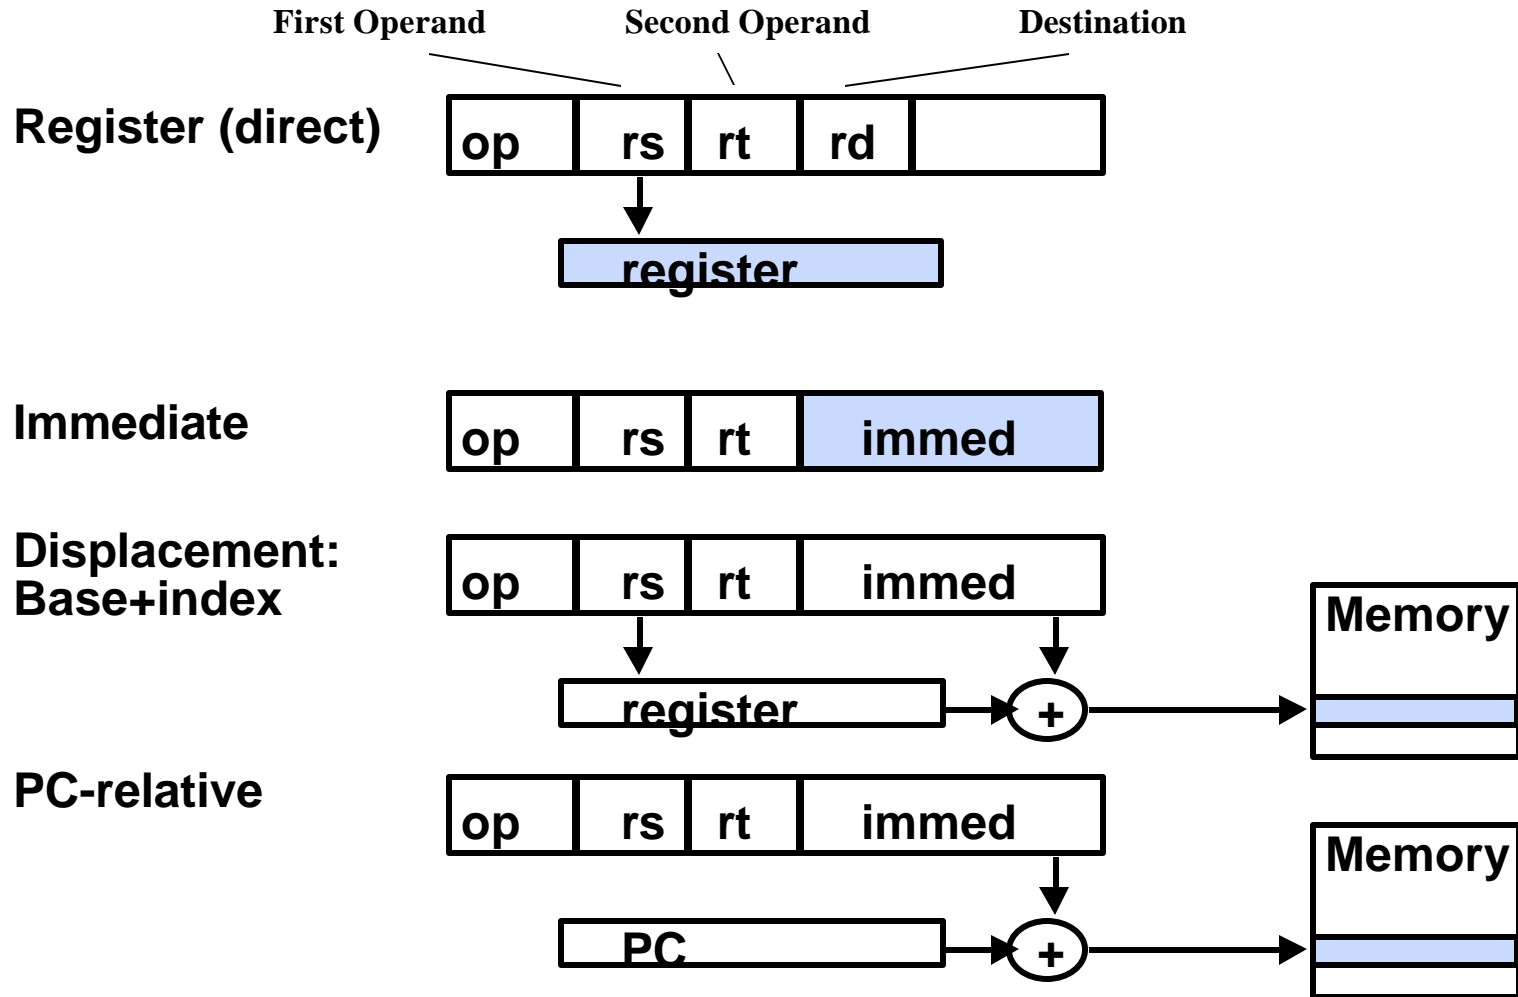 First Operand Second Operand Destination
Register (direct)
op rs rt rd
register
Immediate
op rs rt immed
Displacement:
Base+index
op rs rt immed
Memory
register +
PC-relative
op rs rt immed
Memory
PC +